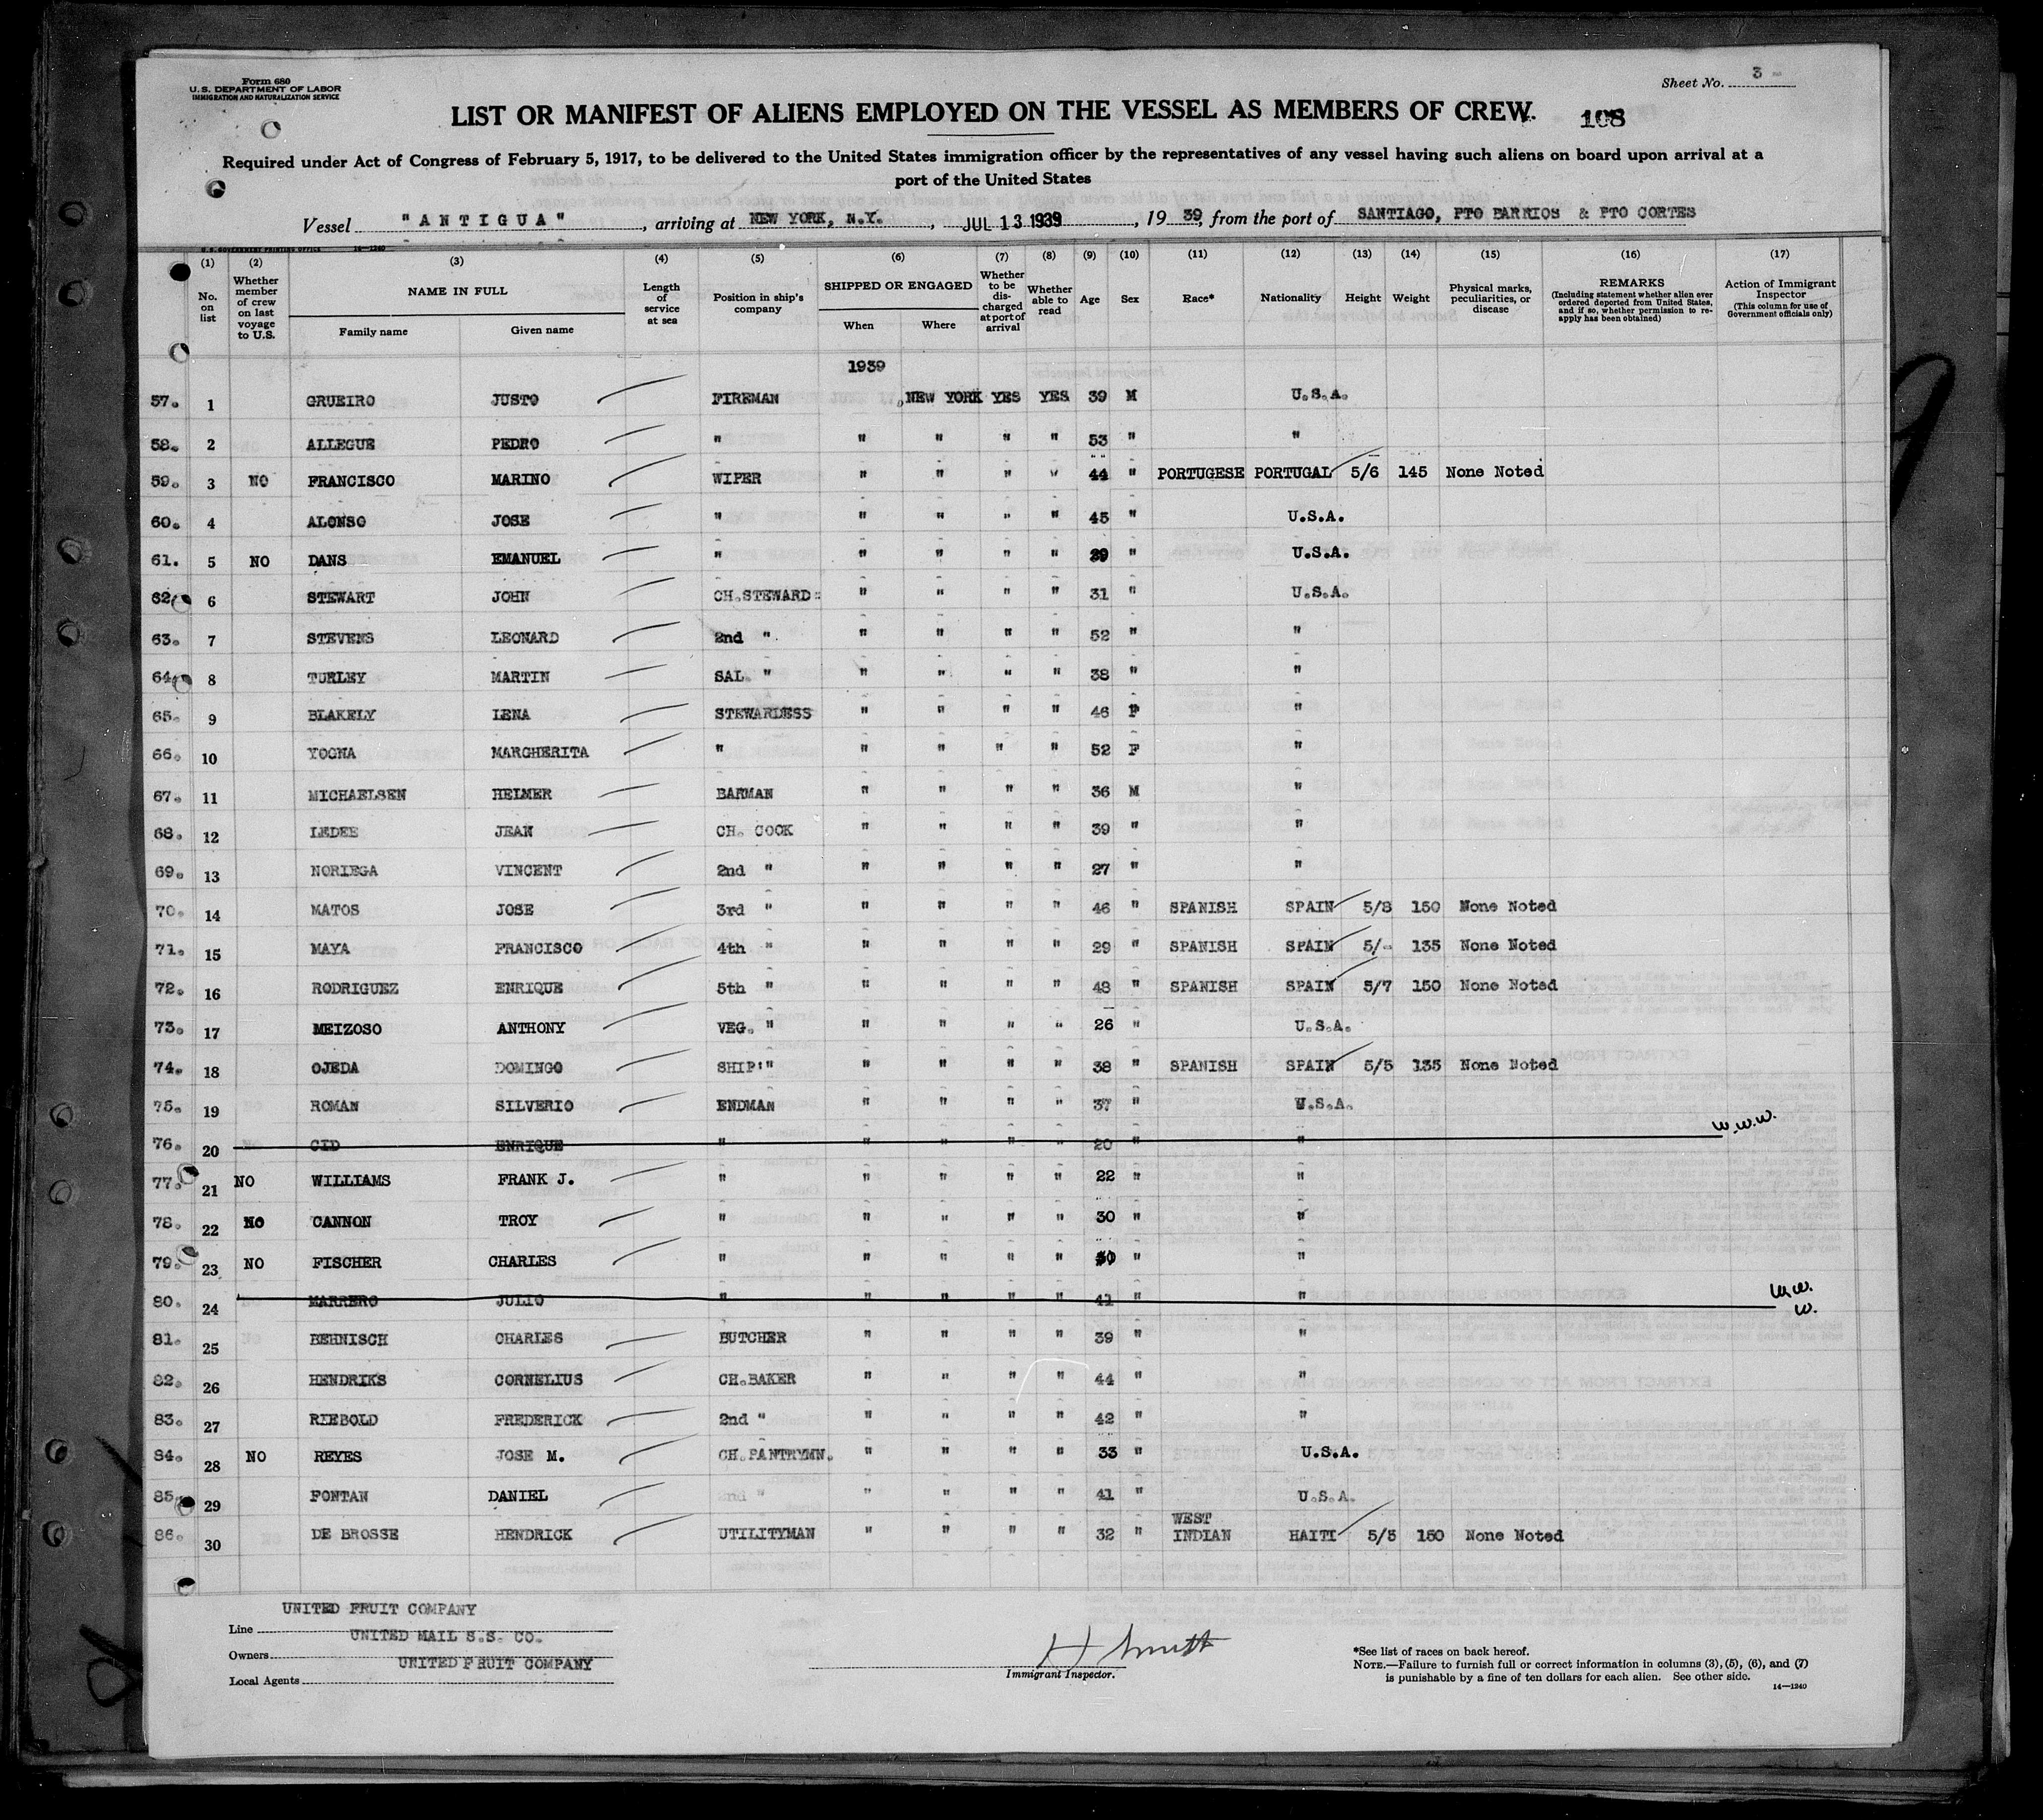 Form 680
U.S. DEPARTMENT OF LABOR
IMMIGRATION AND NATURALIZATION SERVICE
Sheet No. 3
LIST OR MANIFEST OF ALIENS EMPLOYED ON THE VESSEL AS MEMBERS OF CREW. 108
Required under Act of Congress of February 5, 1917, to be delivered to the United States immigration officer by the representatives of any vessel having such aliens on board upon arrival at a
port of the United States
Vessel "ANTIGUA", arriving at NEW YORK, N.Y., JUL 13 1939, 19 39, from the port of SANTIAGO, PTO BARRIOS & PTO CORTES
U.S. GOVERNMENT PRINTING OFFICE 14—1240
(1) (2) (3) (4) (5) (6) (7) (8) (9) (10) (11) (12) (13) (14) (15) (16) (17)
No. on list
Whether member of crew on last voyage to U.S.
NAME IN FULL
Family name Given name
Length of service at sea
Position in ship's company
SHIPPED OR ENGAGED
When Where
Whether to be discharged at port of arrival
Whether able to read
Age
Sex
Race*
Nationality
Height
Weight
Physical marks, peculiarities, or disease
REMARKS
(Including statement whether alien ever ordered deported from United States, and if so, whether permission to reapply has been obtained)
Action of Immigrant Inspector
(This column for use of Government officials only)
1939
57. 1 GRUEIRO JUSTO FIREMAN NEW YORK YES YES 39 M U.S.A.
58. 2 ALLEGUE PEDRO " " " " " 53 " "
59. 3 NO FRANCISCO MARINO WIPER " " " " 44 " PORTUGESE PORTUGAL 5/6 145 None Noted
60. 4 ALONSO JOSE " " " " " 45 " U.S.A.
61. 5 NO DANS EMANUEL " " " " " 29 " U.S.A.
62. 6 STEWART JOHN CH.STEWARD " " " " 31 " U.S.A.
63. 7 STEVENS LEONARD 2nd " " " " " 52 " "
64. 8 TURLEY MARTIN SAL. " " " " " 38 " "
65. 9 BLAKELY LENA STEWARDESS " " " " 46 F "
66. 10 YOGNA MARGHERITA " " " " " 52 F "
67. 11 MICHAELSEN HELMER BARMAN " " " " 36 M "
68. 12 LEDEE JEAN CH. COOK " " " " 39 " "
69. 13 NORIEGA VINCENT 2nd " " " " " 27 " "
70. 14 MATOS JOSE 3rd " " " " " 46 " SPANISH SPAIN 5/8 150 None Noted
71. 15 MAYA FRANCISCO 4th " " " " " 29 " SPANISH SPAIN 5/- 135 None Noted
72. 16 RODRIGUEZ ENRIQUE 5th " " " " " 48 " SPANISH SPAIN 5/7 150 None Noted
73. 17 MEIZOSO ANTHONY VEG. " " " " " 26 " U.S.A.
74. 18 OJEDA DOMINGO SHIP'" " " " " 38 " SPANISH SPAIN 5/5 135 None Noted
75. 19 ROMAN SILVERIO ENDMAN " " " " 37 " U.S.A.
76. 20 NO CID ENRIQUE " " " " " 20 " " W.W.W.
77. 21 NO WILLIAMS FRANK J. " " " " " 22 " "
78. 22 NO CANNON TROY " " " " " 30 " "
79. 23 NO FISCHER CHARLES " " " " " " "
80. 24 MARRERO JULIO " " " " " 41 " " W.W.W.
81. 25 BEHNISCH CHARLES BUTCHER " " " " 39 " "
82. 26 HENDRIKS CORNELIUS CH.BAKER " " " " 44 " "
83. 27 RIEBOLD FREDERICK 2nd " " " " " 42 " "
84. 28 NO REYES JOSE M. CH.PANTRYMN. " " " " 33 " U.S.A.
85. 29 FONTAN DANIEL 2nd " " " " " 41 " U.S.A.
86. 30 DE BROSSE HENDRICK UTILITYMAN " " " " 32 " WEST INDIAN HAITI 5/5 150 None Noted
Line UNITED FRUIT COMPANY
Owners UNITED MAIL S.S. CO.
Local Agents UNITED FRUIT COMPANY
H Smith
Immigrant Inspector.
*See list of races on back hereof.
NOTE.—Failure to furnish full or correct information in columns (3), (5), (6), and (7)
is punishable by a fine of ten dollars for each alien. See other side.
14—1240